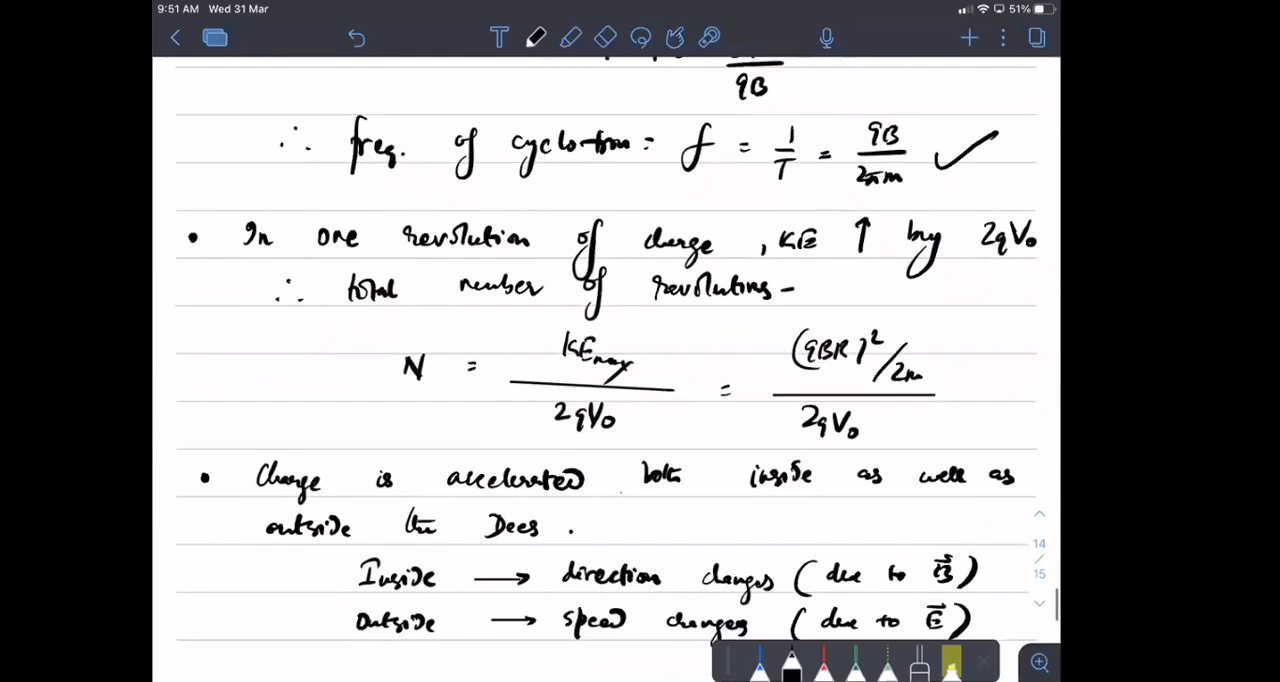 9:51 AM Wed 31 Mar 51%
T
qB
∴ freq. of cyclotron = f = 1/T = qB/2πm ✓
• In one revolution of charge, KE ↑ by 2qV₀
∴ total number of revolutions -
N = KEmax/2qV₀ = (qBR)²/2m / 2qV₀
• Charge is accelerated both inside as well as
outside the Dees.
Inside → direction changes (due to B⃗)
Outside → speed changes (due to E⃗)
14
/
15